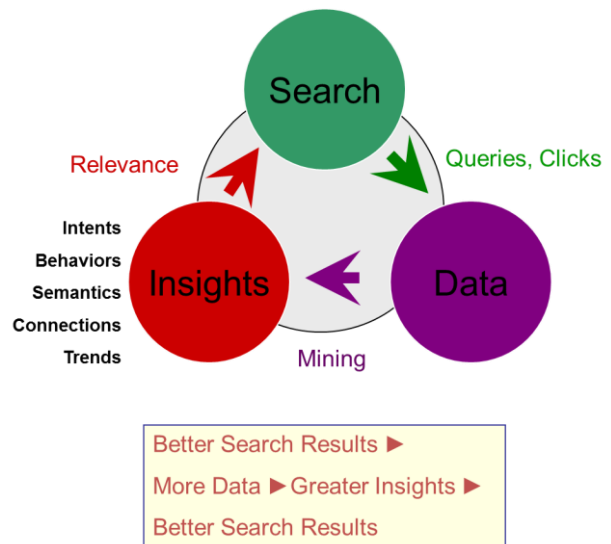 Search
Relevance
Queries, Clicks
Intents
Behaviors
Semantics
Connections
Trends
Insights
Data
Mining
Better Search Results ►
More Data ► Greater Insights ►
Better Search Results